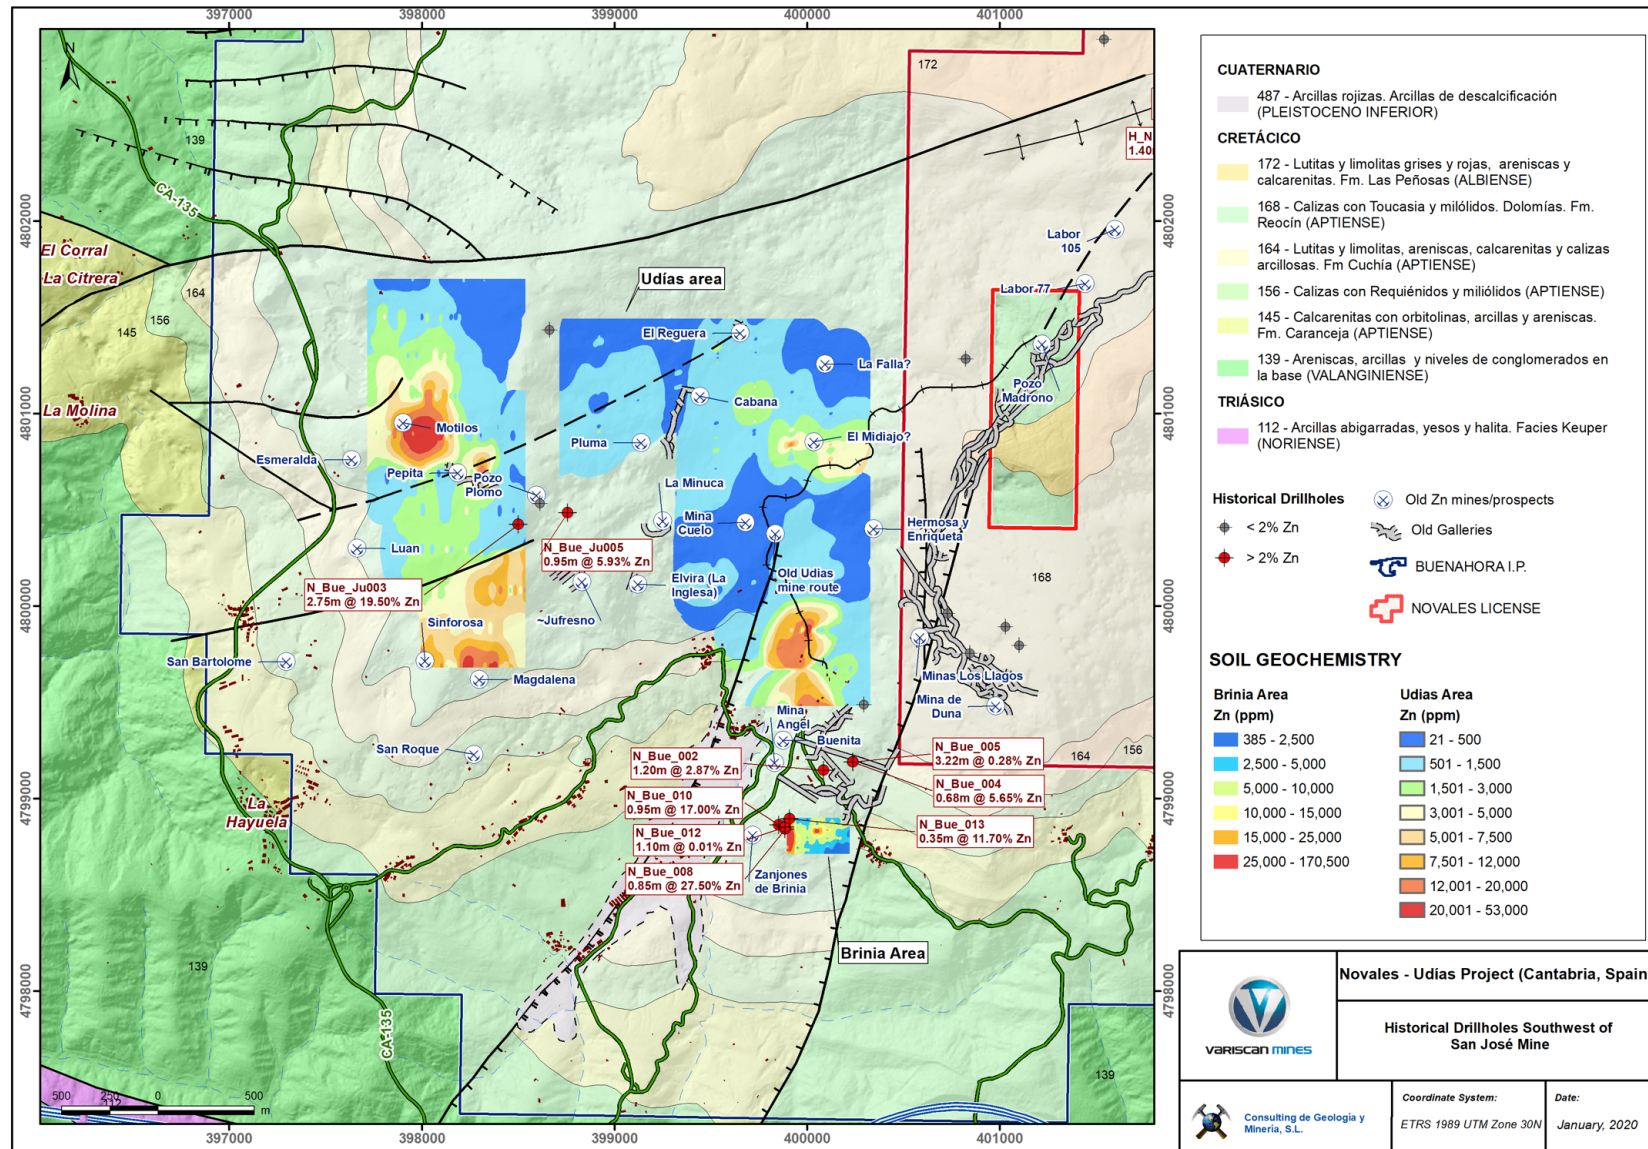 397000
398000
399000
400000
401000
4802000
4801000
4800000
4799000
4798000
N
172
139
CA-135
El Corral
La Citrera
164
156
145
La Molina
Udías area
H_N
1.40
Labor
105
Labor 77
El Reguera
La Falla?
Cabana
Pozo
Madrono
Motilos
Pluma
El Midiajo?
Esmeralda
Pepita
Pozo
Plomo
La Minuca
Mina
Cuelo
Hermosa y
Enriqueta
Luan
N_Bue_Ju005
0.95m @ 5.93% Zn
N_Bue_Ju003
2.75m @ 19.50% Zn
Elvira (La
Inglesa)
Old Udias
mine route
168
~Jufresno
Sinforosa
San Bartolome
Magdalena
Minas Los Llagos
Mina de
Duna
Mina
Angel
Buenita
San Roque
N_Bue_002
1.20m @ 2.87% Zn
N_Bue_005
3.22m @ 0.28% Zn
164
156
N_Bue_004
0.68m @ 5.65% Zn
N_Bue_010
0.95m @ 17.00% Zn
La
Hayuela
N_Bue_012
1.10m @ 0.01% Zn
N_Bue_013
0.35m @ 11.70% Zn
N_Bue_008
0.85m @ 27.50% Zn
Zanjones
de Brinia
Brinia Area
139
CA-135
139
112
500
250
0
500
m
397000
398000
399000
400000
401000
4802000
4801000
4800000
4799000
4798000
CUATERNARIO
487 - Arcillas rojizas. Arcillas de descalcificación
(PLEISTOCENO INFERIOR)
CRETÁCICO
172 - Lutitas y limolitas grises y rojas, areniscas y
calcarenitas. Fm. Las Peñosas (ALBIENSE)
168 - Calizas con Toucasia y milólidos. Dolomías. Fm.
Reocín (APTIENSE)
164 - Lutitas y limolitas, areniscas, calcarenitas y calizas
arcillosas. Fm Cuchía (APTIENSE)
156 - Calizas con Requiénidos y miliólidos (APTIENSE)
145 - Calcarenitas con orbitolinas, arcillas y areniscas.
Fm. Caranceja (APTIENSE)
139 - Areniscas, arcillas y niveles de conglomerados en
la base (VALANGINIENSE)
TRIÁSICO
112 - Arcillas abigarradas, yesos y halita. Facies Keuper
(NORIENSE)
Historical Drillholes
< 2% Zn
> 2% Zn
Old Zn mines/prospects
Old Galleries
BUENAHORA I.P.
NOVALES LICENSE
SOIL GEOCHEMISTRY
Brinia Area
Zn (ppm)
385 - 2,500
2,500 - 5,000
5,000 - 10,000
10,000 - 15,000
15,000 - 25,000
25,000 - 170,500
Udias Area
Zn (ppm)
21 - 500
501 - 1,500
1,501 - 3,000
3,001 - 5,000
5,001 - 7,500
7,501 - 12,000
12,001 - 20,000
20,001 - 53,000
VARISCAN MINES
Novales - Udias Project (Cantabria, Spain
Historical Drillholes Southwest of
San José Mine
Consulting de Geología y
Minería, S.L.
Coordinate System:
ETRS 1989 UTM Zone 30N
Date:
January, 2020